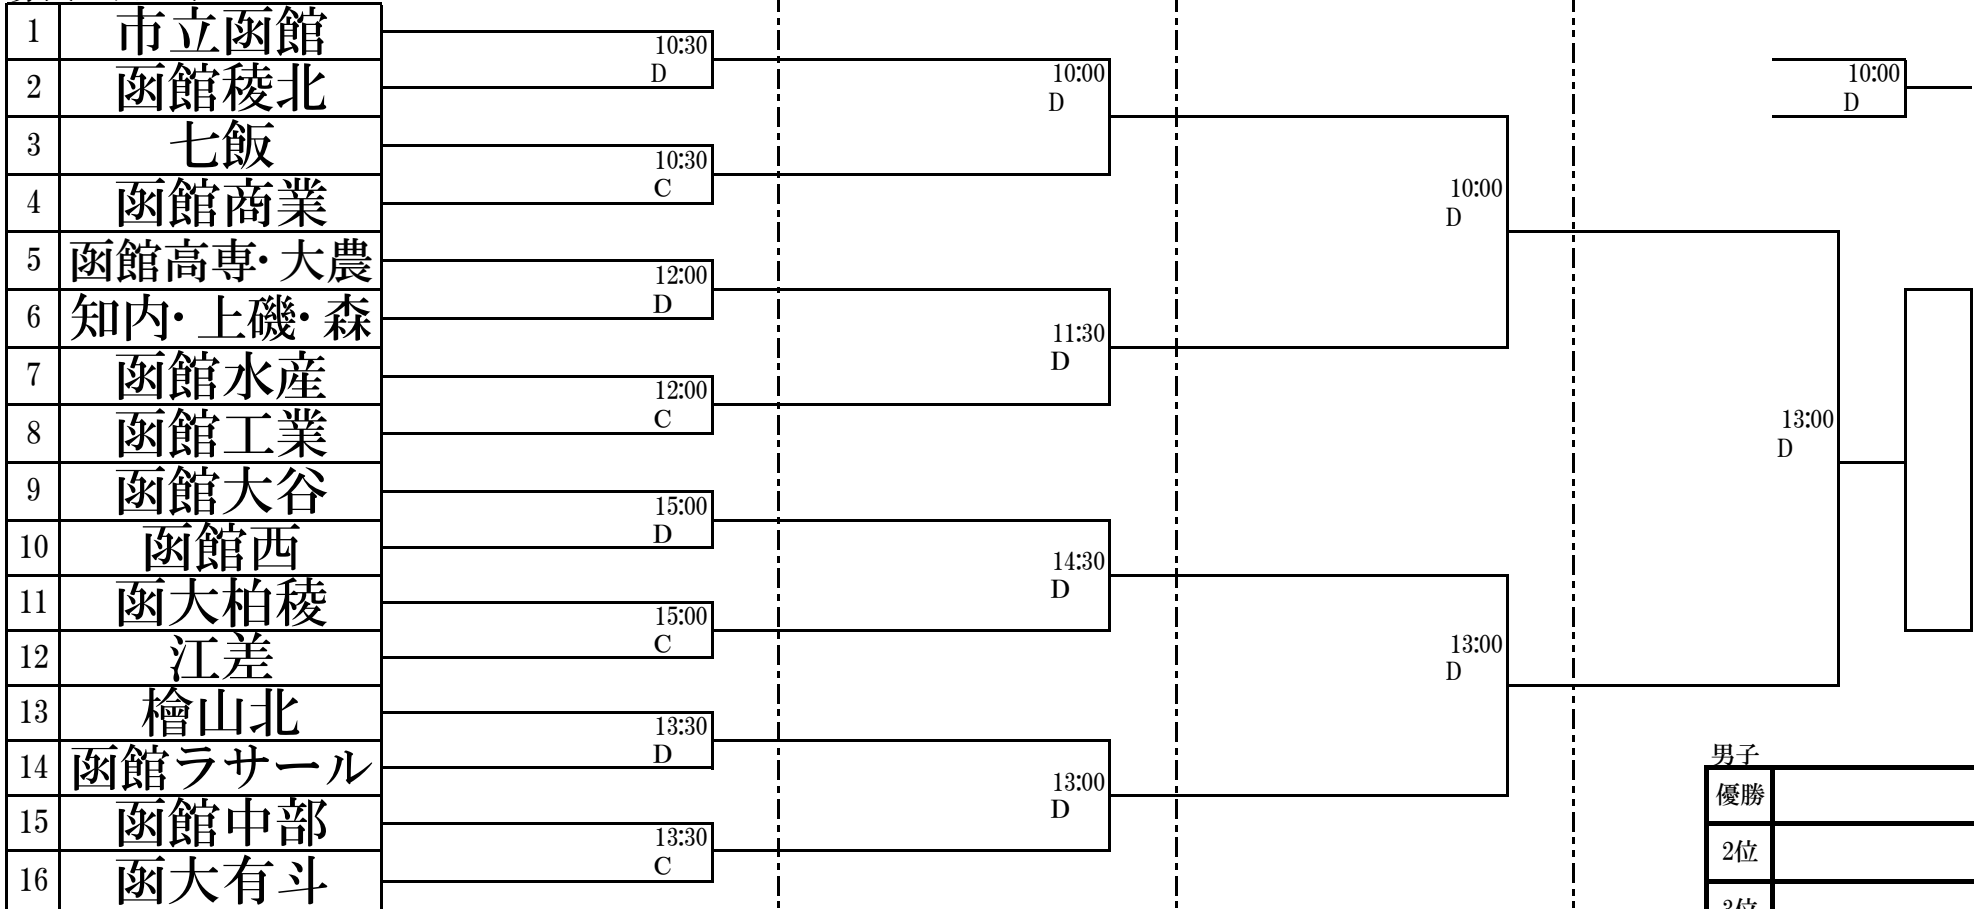 1 市立函館
10:30
D
2 函館稜北
10:00
D
10:00
D
3 七飯
10:30
C
4 函館商業
10:00
D
5 函館高専・大農
12:00
D
6 知内・上磯・森
11:30
D
7 函館水産
12:00
C
8 函館工業
13:00
D
9 函館大谷
15:00
D
10 函館西
14:30
D
11 函大柏稜
15:00
C
12 江差
13:00
D
13 檜山北
13:30
D
14 函館ラサール
13:00
D
15 函館中部
13:30
C
16 函大有斗
男子
優勝
2位
3位